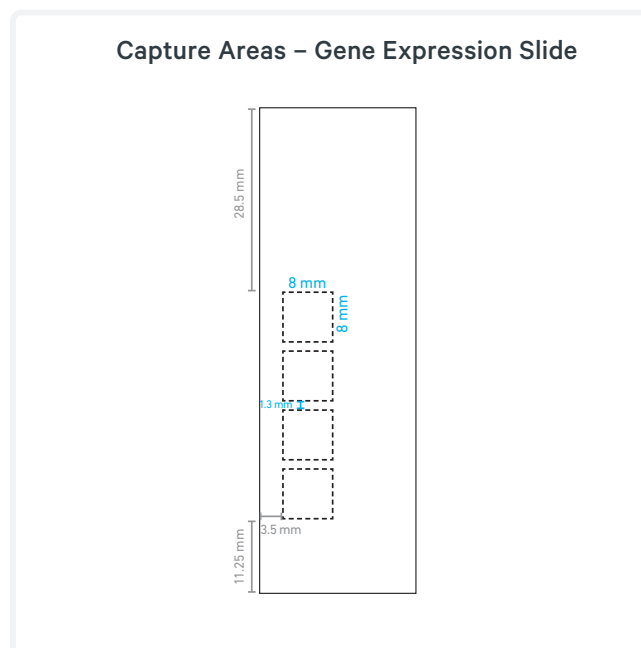 Capture Areas – Gene Expression Slide
28.5 mm
8 mm
8 mm
1.3 mm
3.5 mm
11.25 mm